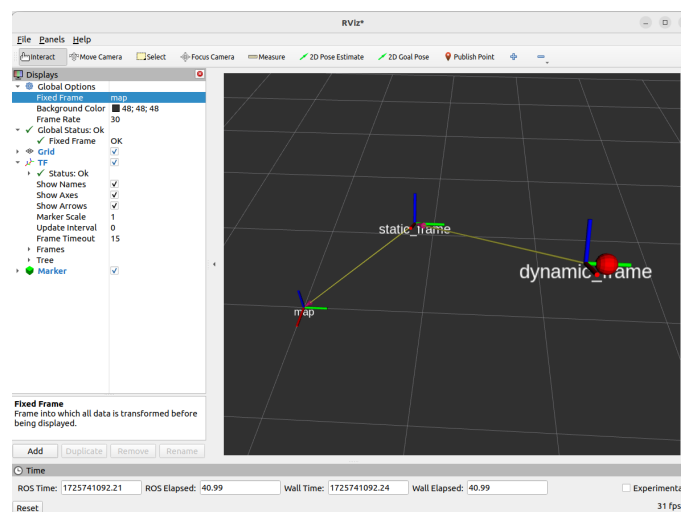 RViz*
File Panels Help
Interact Move Camera Select Focus Camera Measure 2D Pose Estimate 2D Goal Pose Publish Point
Displays
Global Options
Fixed Frame map
Background Color 48; 48; 48
Frame Rate 30
Global Status: Ok
Fixed Frame OK
Grid
TF
Status: Ok
Show Names
Show Axes
Show Arrows
Marker Scale 1
Update Interval 0
Frame Timeout 15
Frames
Tree
Marker
static_frame
dynamic_frame
map
Fixed Frame
Frame into which all data is transformed before
being displayed.
Add Duplicate Remove Rename
Time
ROS Time: 1725741092.21 ROS Elapsed: 40.99 Wall Time: 1725741092.24 Wall Elapsed: 40.99 Experimenta
Reset 31 fps